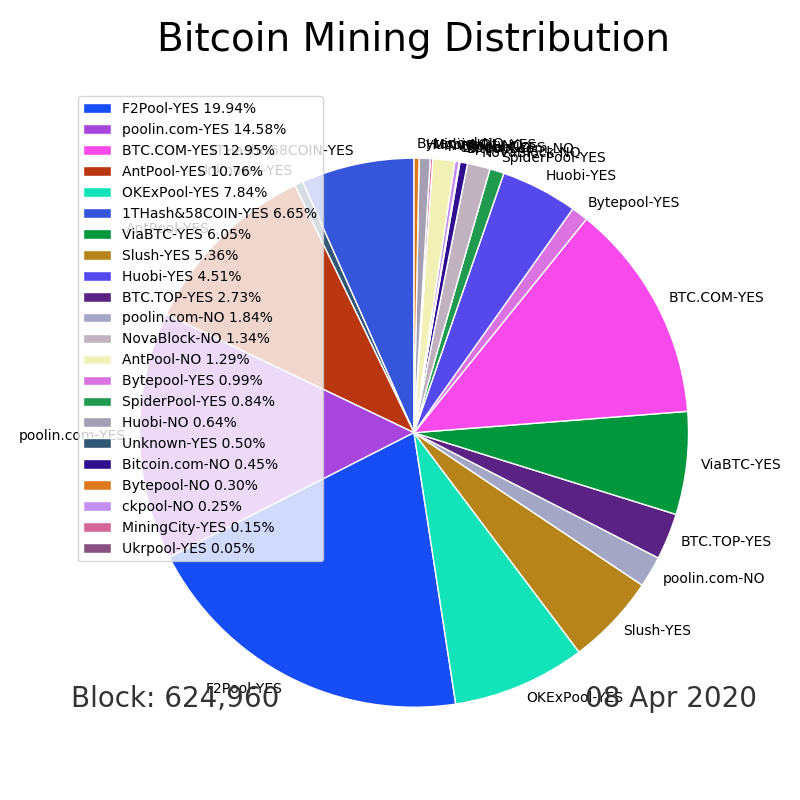 Bitcoin Mining Distribution
F2Pool-YES 19.94%
poolin.com-YES 14.58%
BTC.COM-YES 12.95%
AntPool-YES 10.76%
OKExPool-YES 7.84%
1THash&58COIN-YES 6.65%
ViaBTC-YES 6.05%
Slush-YES 5.36%
Huobi-YES 4.51%
BTC.TOP-YES 2.73%
poolin.com-NO 1.84%
NovaBlock-NO 1.34%
AntPool-NO 1.29%
Bytepool-YES 0.99%
SpiderPool-YES 0.84%
Huobi-NO 0.64%
Unknown-YES 0.50%
Bitcoin.com-NO 0.45%
Bytepool-NO 0.30%
ckpool-NO 0.25%
MiningCity-YES 0.15%
Ukrpool-YES 0.05%
1THash&58COIN-YES
AntPool-YES
poolin.com-YES
F2Pool-YES
SpiderPool-YES
Huobi-YES
Bytepool-YES
BTC.COM-YES
ViaBTC-YES
BTC.TOP-YES
poolin.com-NO
Slush-YES
OKExPool-YES
Block: 624,960
08 Apr 2020